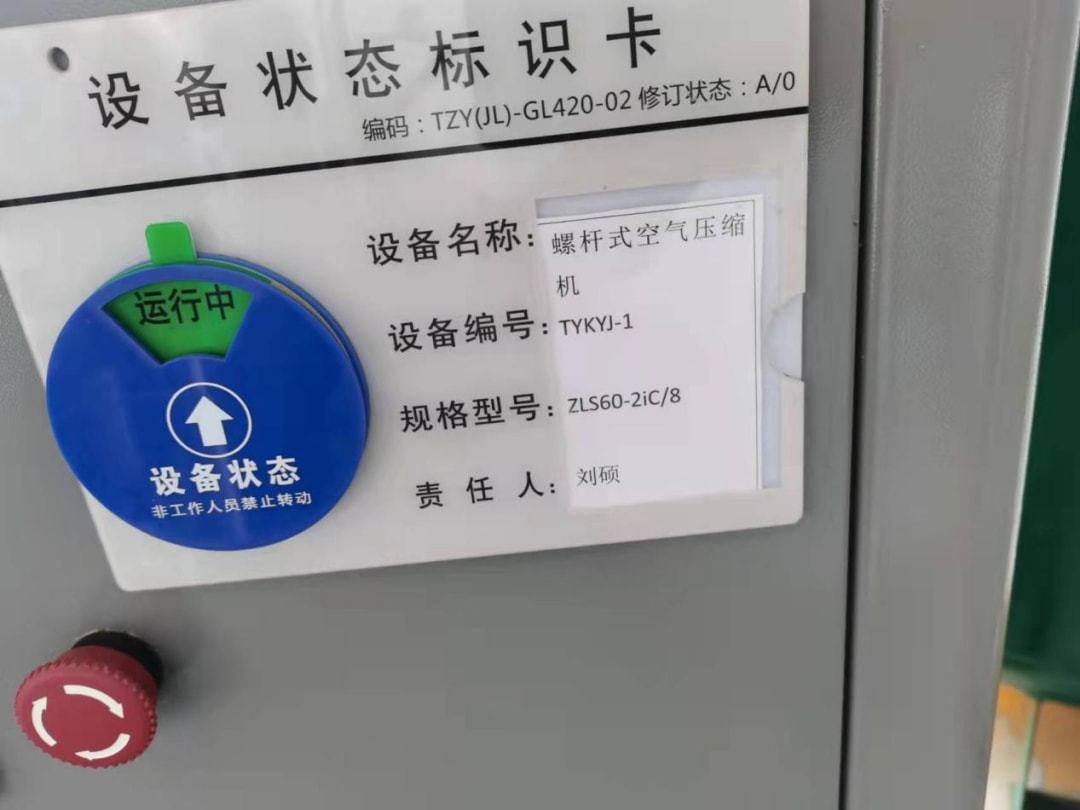 设备状态标识卡
编码：TZY(JL)-GL420-02 修订状态：A/0
运行中
设备状态
非工作人员禁止转动
设备名称：螺杆式空气压缩
机
设备编号：TYKYJ-1
规格型号：ZLS60-2iC/8
责任人：刘硕